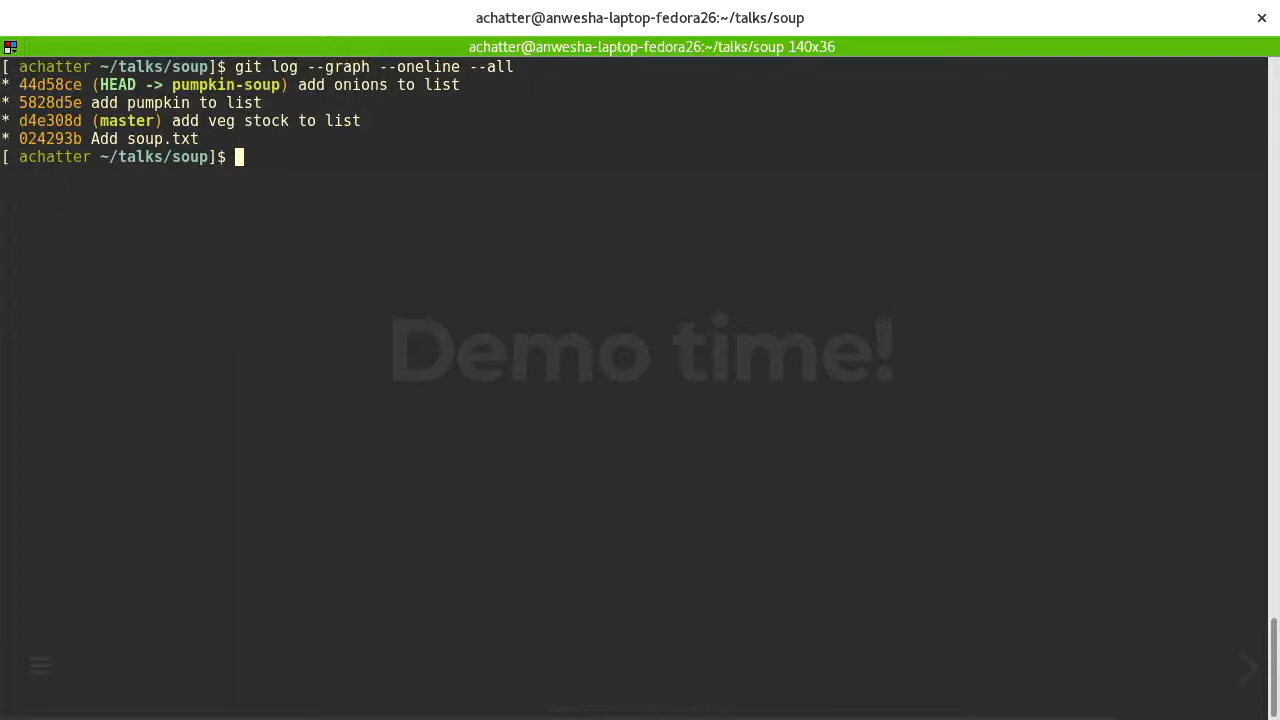 achatter@anwesha-laptop-fedora26:~/talks/soup
achatter@anwesha-laptop-fedora26:~/talks/soup 140x36
[ achatter ~/talks/soup]$ git log --graph --oneline --all
* 44d58ce (HEAD -> pumpkin-soup) add onions to list
* 5828d5e add pumpkin to list
* d4e308d (master) add veg stock to list
* 024293b Add soup.txt
[ achatter ~/talks/soup]$
Demo time!